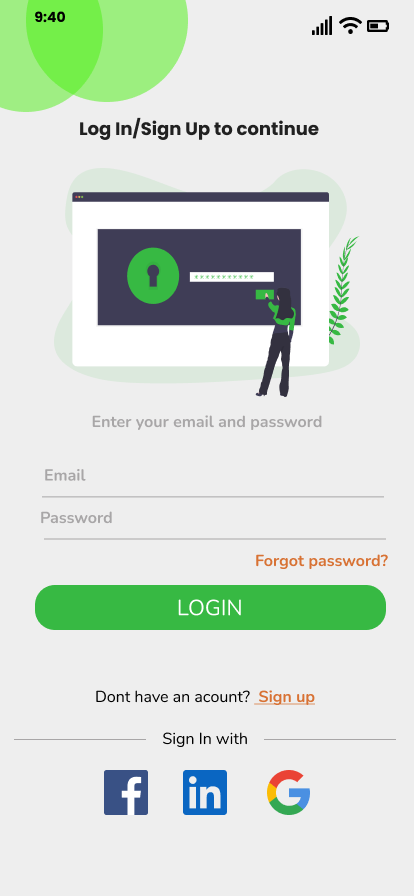 9:40
Log In/Sign Up to continue
***********
Enter your email and password
Email
Password
Forgot password?
LOGIN
Dont have an acount? Sign up
Sign In with
f in G